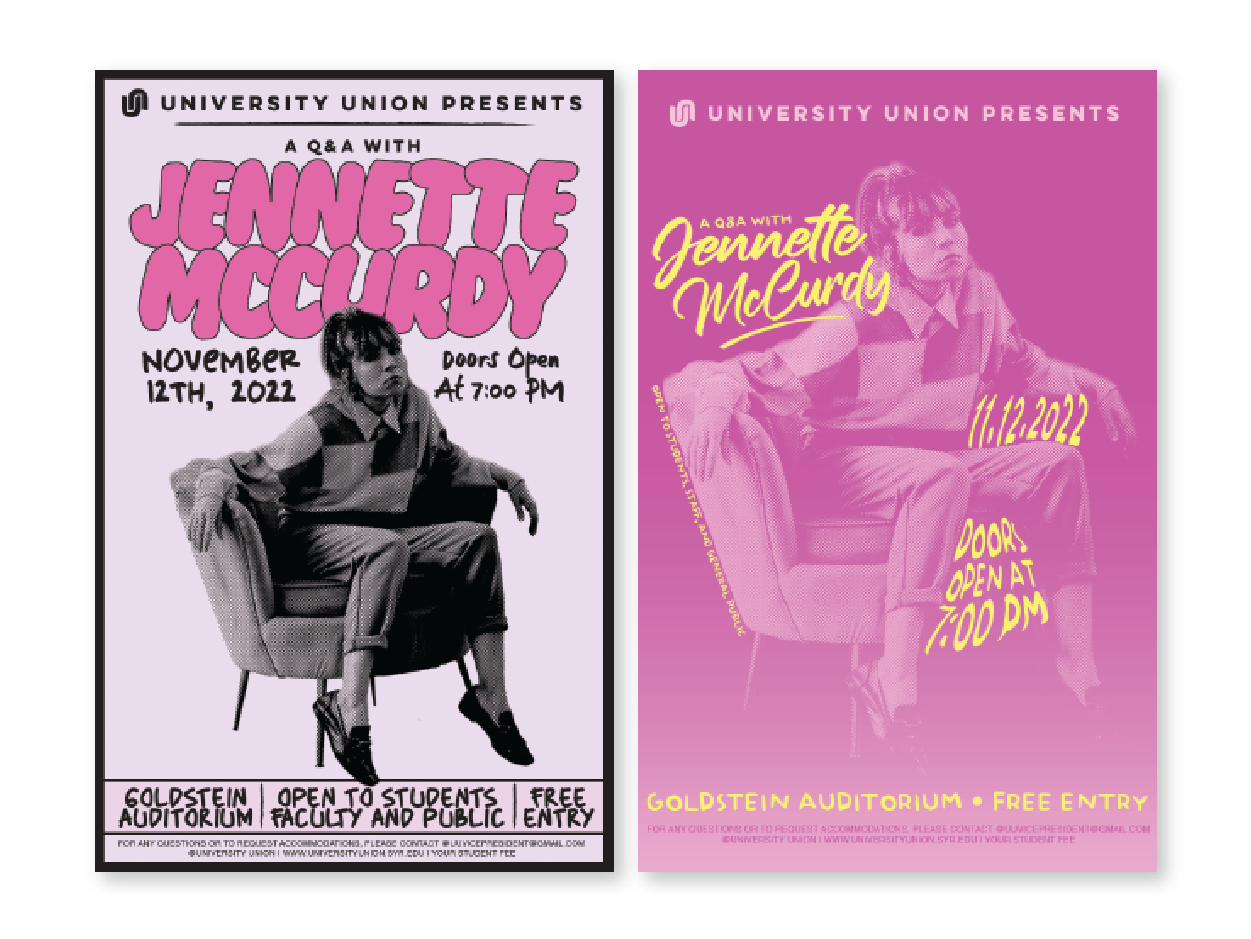 UNIVERSITY UNION PRESENTS
A Q&A WITH
JENNETTE
MCCURDY
NOVEMBER
12TH, 2022
Doors Open
At 7:00 PM
GOLDSTEIN
AUDITORIUM
OPEN TO STUDENTS
FACULTY AND PUBLIC
FREE
ENTRY
FOR ANY QUESTIONS OR TO REQUEST ACCOMMODATIONS, PLEASE CONTACT @UUVICEPRESIDENT@GMAIL.COM
@UNIVERSITY UNION | WWW.UNIVERSITYUNION.SYR.EDU | YOUR STUDENT FEE
UNIVERSITY UNION PRESENTS
A Q&A WITH
Jennette
McCurdy
OPEN TO STUDENTS, STAFF, AND GENERAL PUBLIC
11.12.2022
DOORS
OPEN AT
7:00 PM
GOLDSTEIN AUDITORIUM • FREE ENTRY
FOR ANY QUESTIONS OR TO REQUEST ACCOMMODATIONS, PLEASE CONTACT @UUVICEPRESIDENT@GMAIL.COM
@UNIVERSITY UNION | WWW.UNIVERSITYUNION.SYR.EDU | YOUR STUDENT FEE